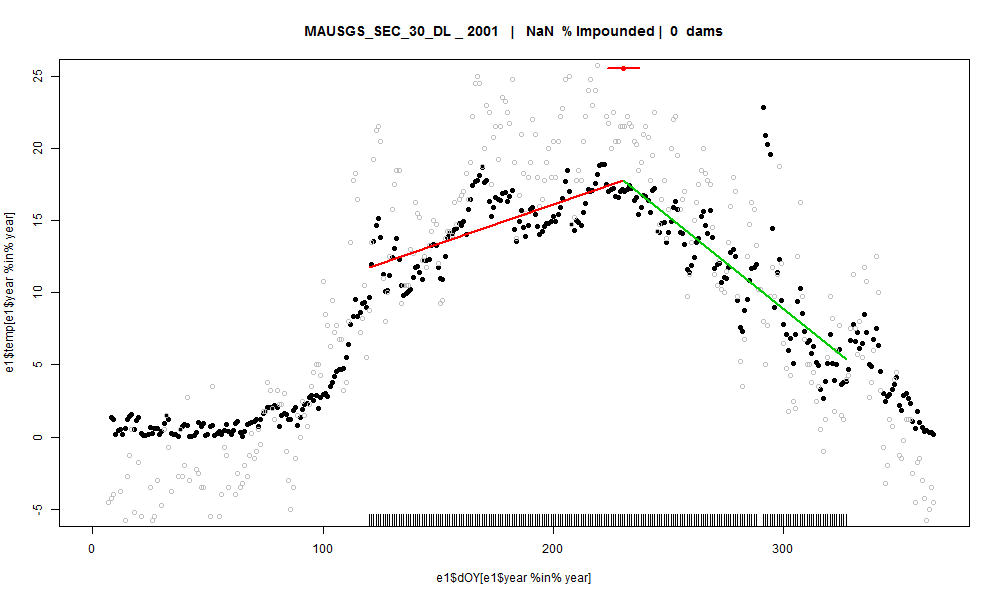 MAUSGS_SEC_30_DL _ 2001 | NaN % Impounded | 0 dams
e1$temp[e1$year %in% year]
25
20
15
10
5
0
-5
0 100 200 300
e1$dOY[e1$year %in% year]